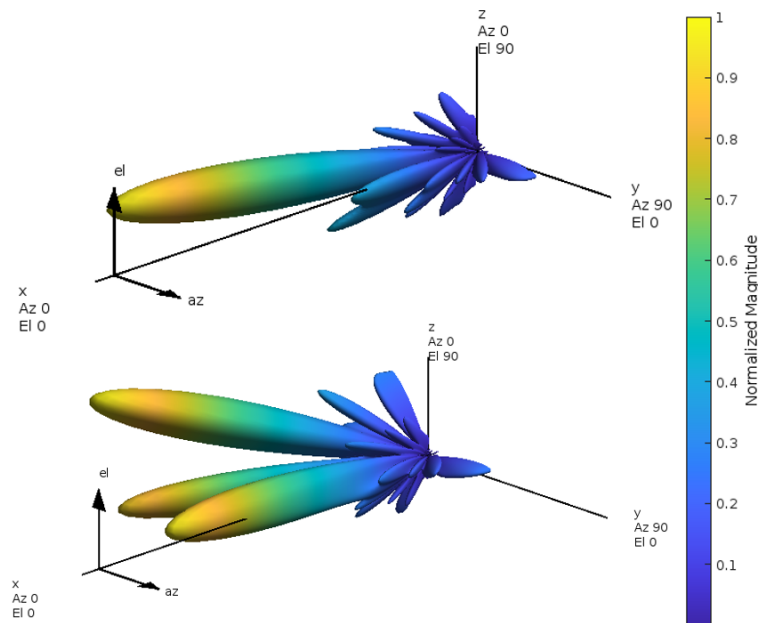 z
Az 0
El 90
el
az
x
Az 0
El 0
y
Az 90
El 0
z
Az 0
El 90
el
az
x
Az 0
El 0
y
Az 90
El 0
1
0.9
0.8
0.7
0.6
0.5
0.4
0.3
0.2
0.1
Normalized Magnitude